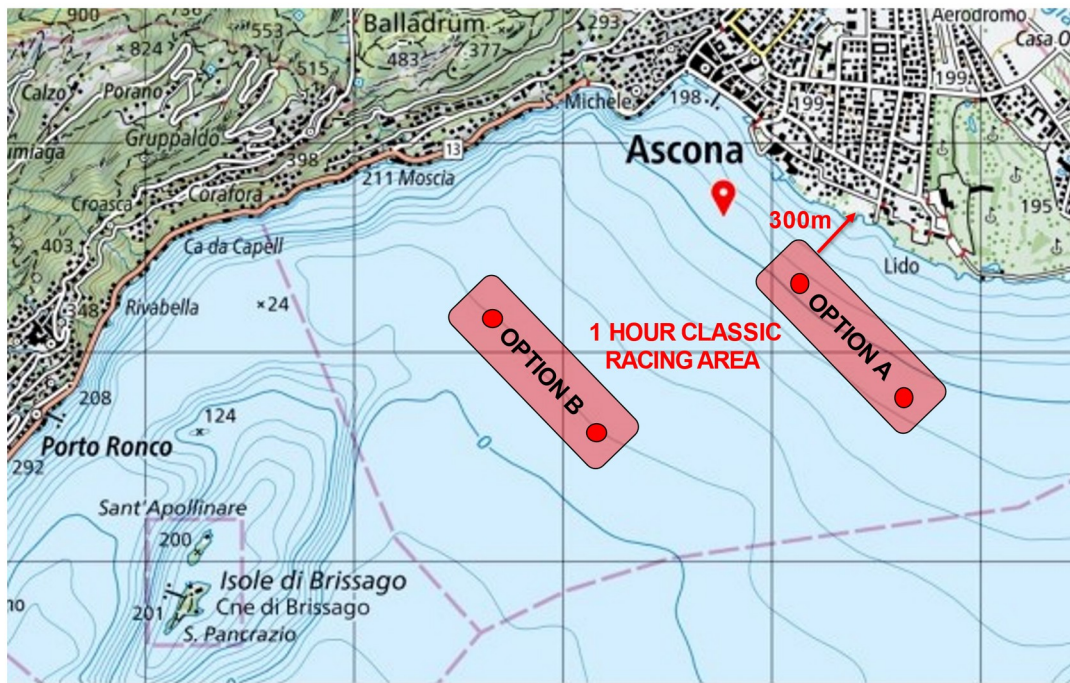 900
553
Balladrum
293
Aerodromo
824
377
Casa O
515
483
199
Calzo
Porano
S. Michele
198
199
Gruppaldo
Ascona
umiaga
398
13
211 Moscia
Corafora
195
Croasca
300m
403
Ca da Capell
Lido
348
Rivabella
24
1 HOUR CLASSIC
RACING AREA
OPTION A
OPTION B
208
124
0
Porto Ronco
292
Sant'Apollinare
200
Isole di Brissago
no
201
Cne di Brissago
S. Pancrazio